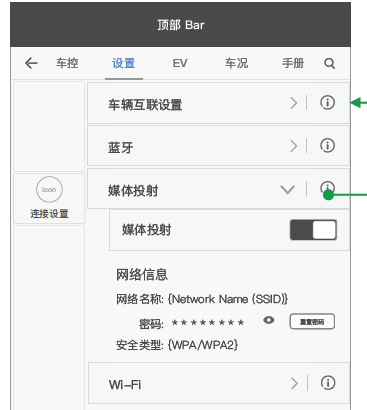 顶部 Bar
车控 设置 EV 车况 手册
车辆互联设置
蓝牙
媒体投射
icon
连接设置
媒体投射
网络信息
网络名称: {Network Name (SSID)}
密码: * * * * * * * *
重置密码
安全类型: {WPA/WPA2}
Wi-Fi